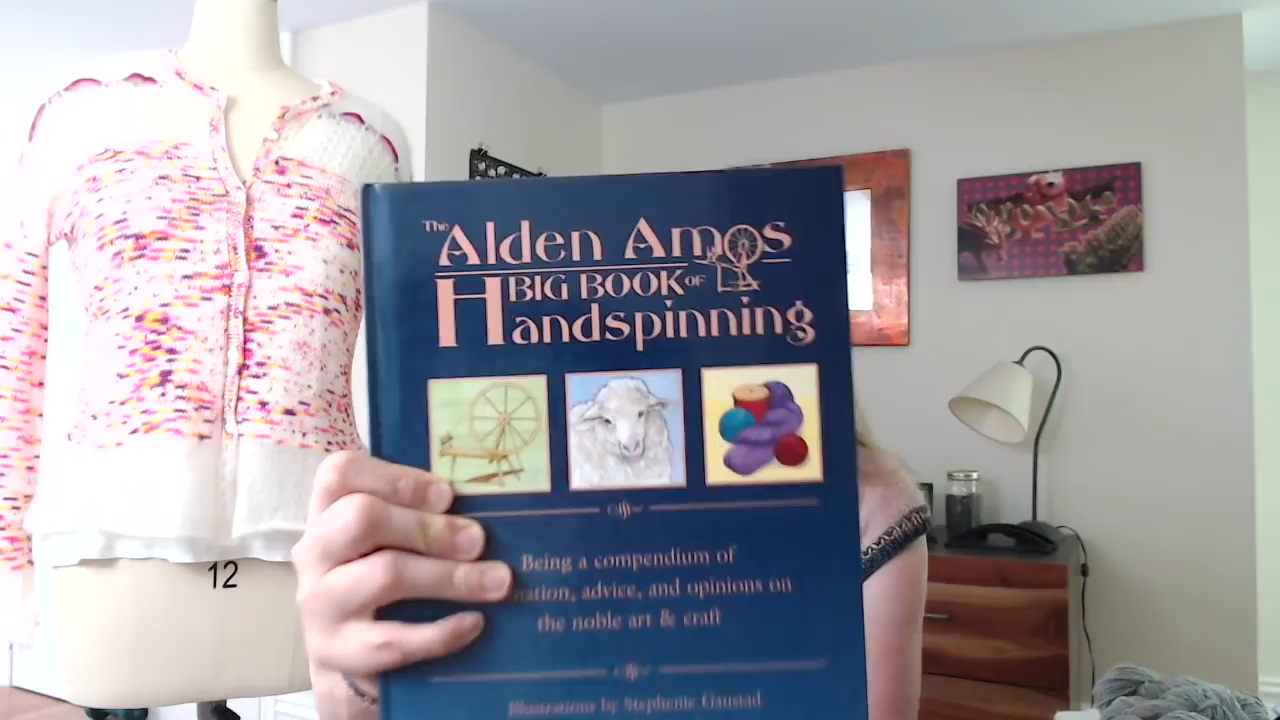 The
Alden Amos
BIG BOOK OF
Handspinning
Being a compendium of
advice, and opinions on
the noble art & craft
Illustrations by Stephenie Gaustad
12